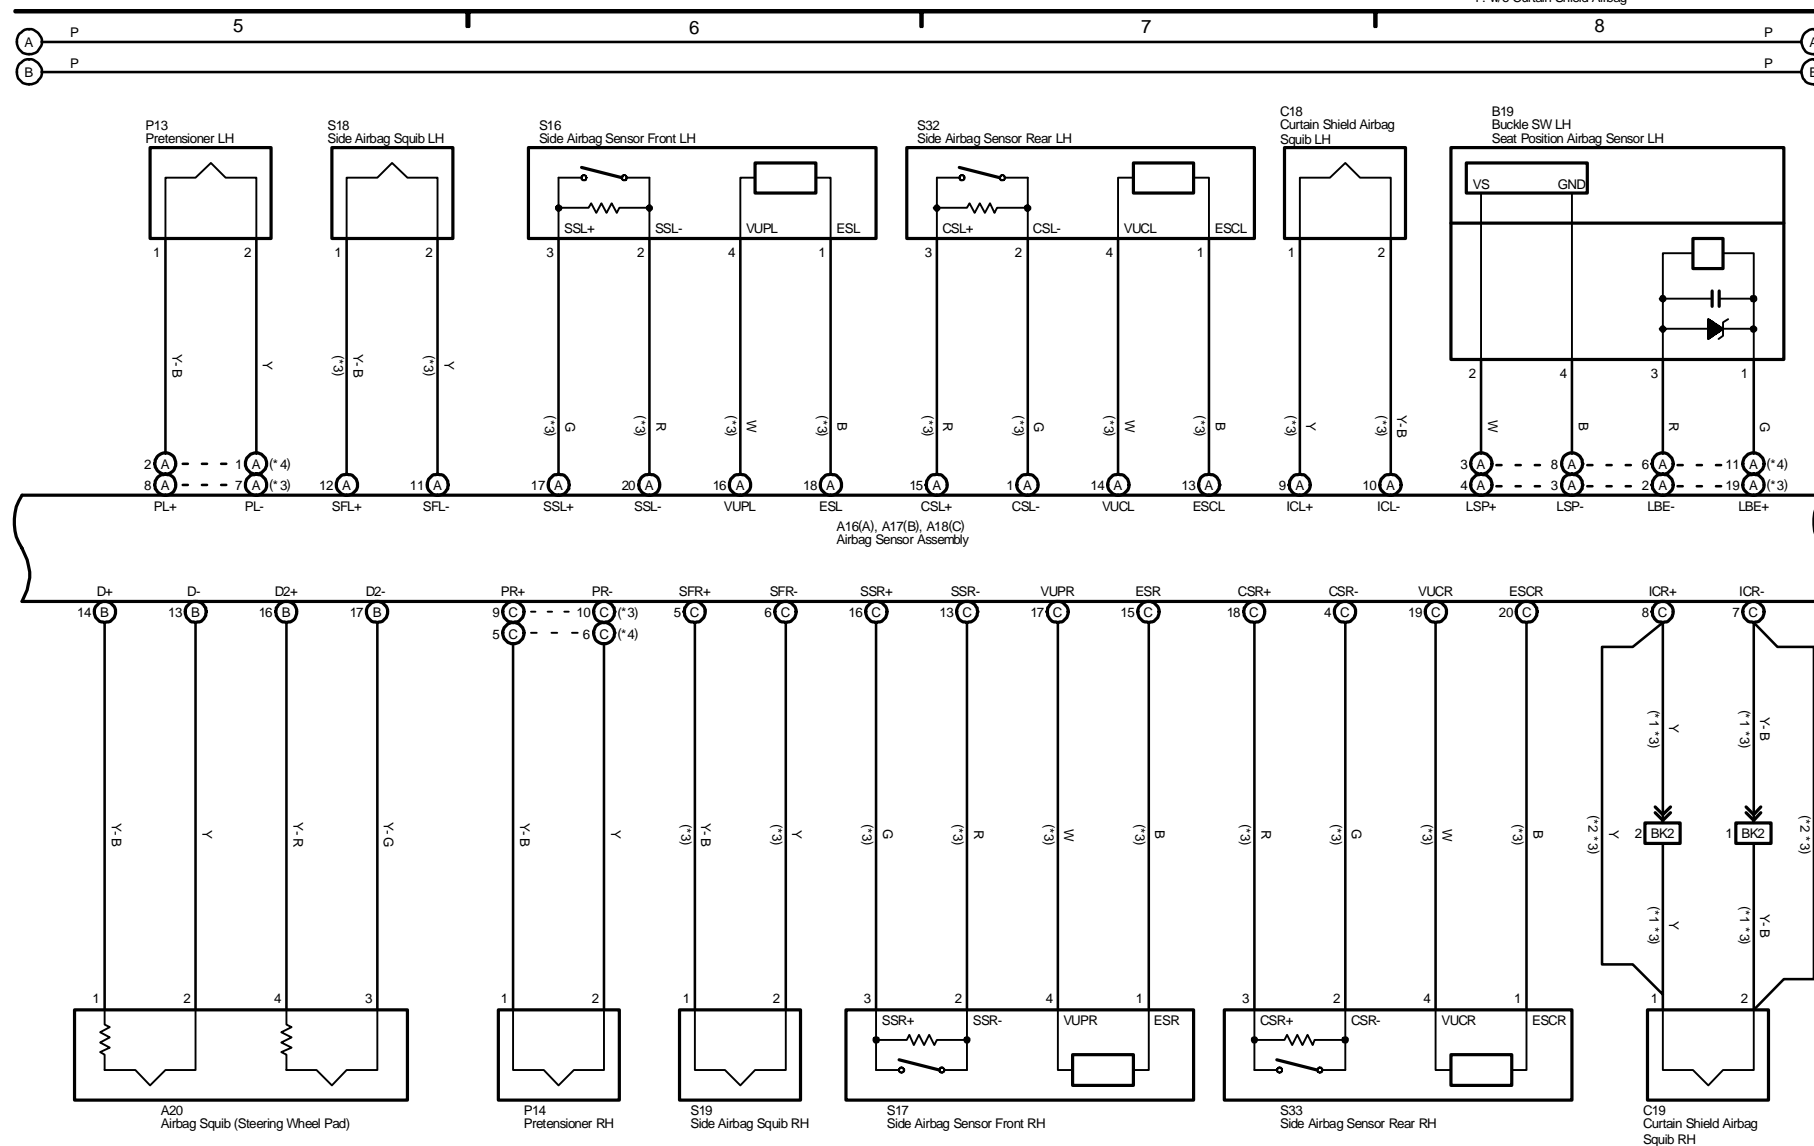 5 6 7 8
A P P
B P P
P13
Pretensioner LH
S18
Side Airbag Squib LH
S16
Side Airbag Sensor Front LH
S32
Side Airbag Sensor Rear LH
C18
Curtain Shield Airbag
Squib LH
B19
Buckle SW LH
Seat Position Airbag Sensor LH
VS GND
SSL+ SSL- VUPL ESL CSL+ CSL- VUCL ESCL
1 2 1 2 3 2 4 1 3 2 4 1 1 2
2 4 3 1
Y-B Y Y-B (*3) Y (*3) G (*3) R (*3) W (*3) B (*3) R (*3) G (*3) W (*3) B (*3) Y (*3) Y-B (*3) W B R G
2 A 1 A (*4) 3 A 8 A 6 A 11 A (*4)
8 A 7 A (*3) 12 A 11 A 17 A 20 A 16 A 18 A 15 A 1 A 14 A 13 A 9 A 10 A 4 A 3 A 2 A 19 A (*3)
PL+ PL- SFL+ SFL- SSL+ SSL- VUPL ESL CSL+ CSL- VUCL ESCL ICL+ ICL- LSP+ LSP- LBE- LBE+
A16(A), A17(B), A18(C)
Airbag Sensor Assembly
D+ D- D2+ D2- PR+ PR- SFR+ SFR- SSR+ SSR- VUPR ESR CSR+ CSR- VUCR ESCR ICR+ ICR-
14 B 13 B 16 B 17 B 9 C 10 C (*3) 5 C 6 C 16 C 13 C 17 C 15 C 18 C 4 C 19 C 20 C 8 C 7 C
5 C 6 C (*4)
Y (*1 *3) Y-B (*1 *3)
Y-B Y Y-R Y-G Y-B Y Y-B (*3) Y (*3) G (*3) R (*3) W (*3) B (*3) R (*3) G (*3) W (*3) B (*3) Y (*2 *3) 2 BK2 1 BK2 (*2 *3)
Y (*1 *3) Y-B (*1 *3)
1 2 4 3 1 2 1 2 3 2 4 1 3 2 4 1 1 2
SSR+ SSR- VUPR ESR CSR+ CSR- VUCR ESCR
A20
Airbag Squib (Steering Wheel Pad)
P14
Pretensioner RH
S19
Side Airbag Squib RH
S17
Side Airbag Sensor Front RH
S33
Side Airbag Sensor Rear RH
C19
Curtain Shield Airbag
Squib RH